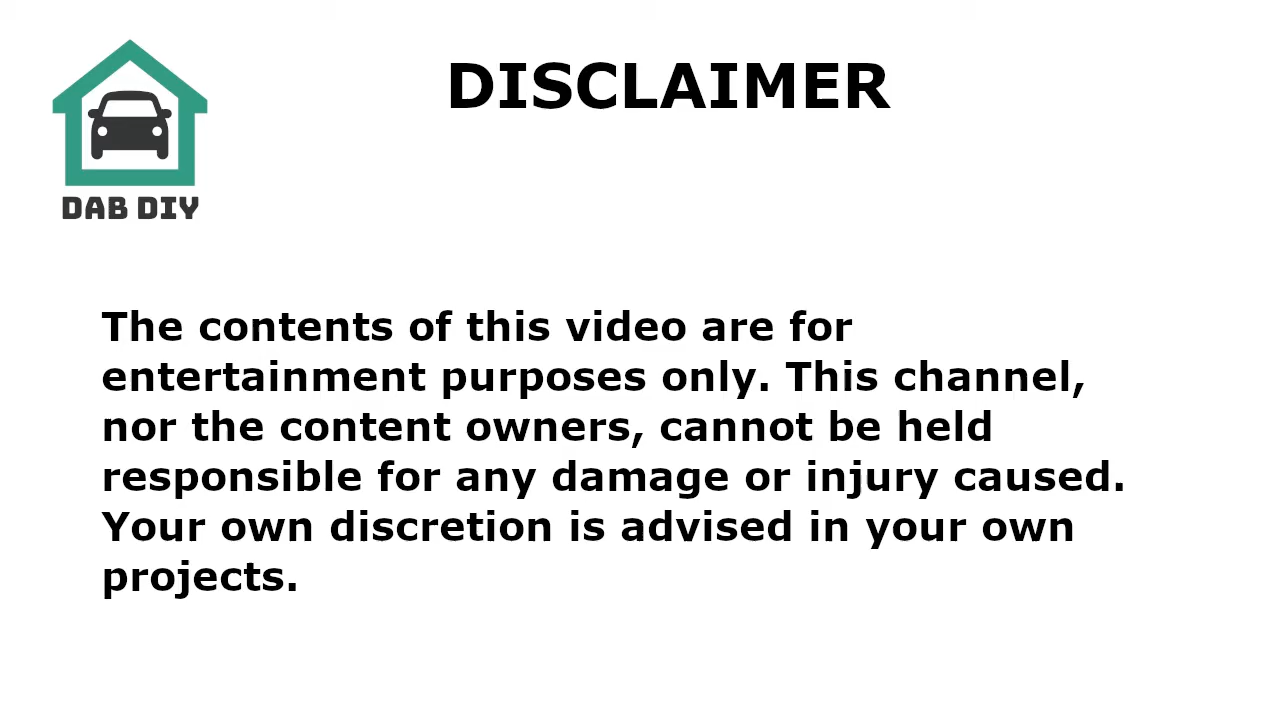 DISCLAIMER
DAB DIY
The contents of this video are for
entertainment purposes only. This channel,
nor the content owners, cannot be held
responsible for any damage or injury caused.
Your own discretion is advised in your own
projects.